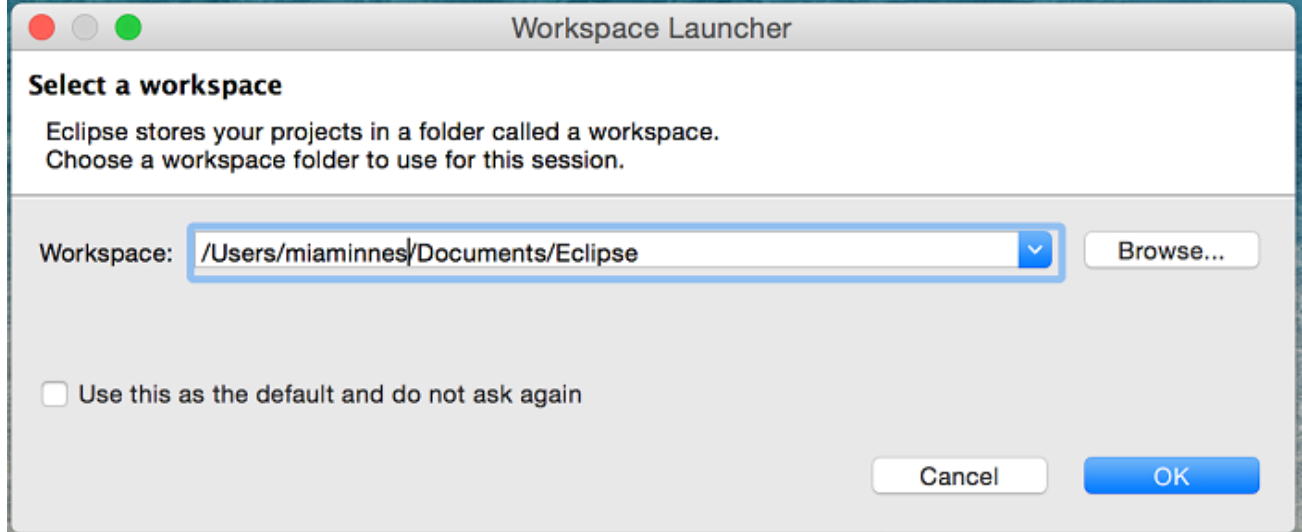 Workspace Launcher
Select a workspace
Eclipse stores your projects in a folder called a workspace.
Choose a workspace folder to use for this session.
Workspace: /Users/miaminnes/Documents/Eclipse Browse...
Use this as the default and do not ask again
Cancel OK